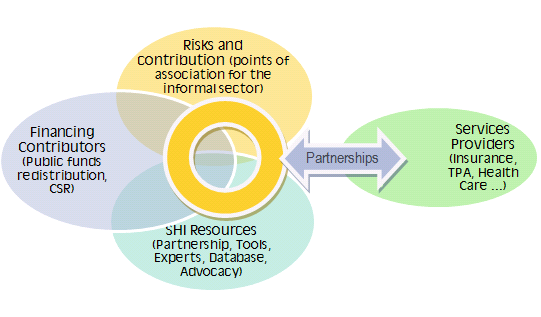 Risks and
contribution (points of
association for the
informal sector)
Financing
Contributors
(Public funds
redistribution,
CSR)
Partnerships
Services
Providers
(Insurance,
TPA, Health
Care ...)
SHI Resources
(Partnership, Tools,
Experts, Database,
Advocacy)